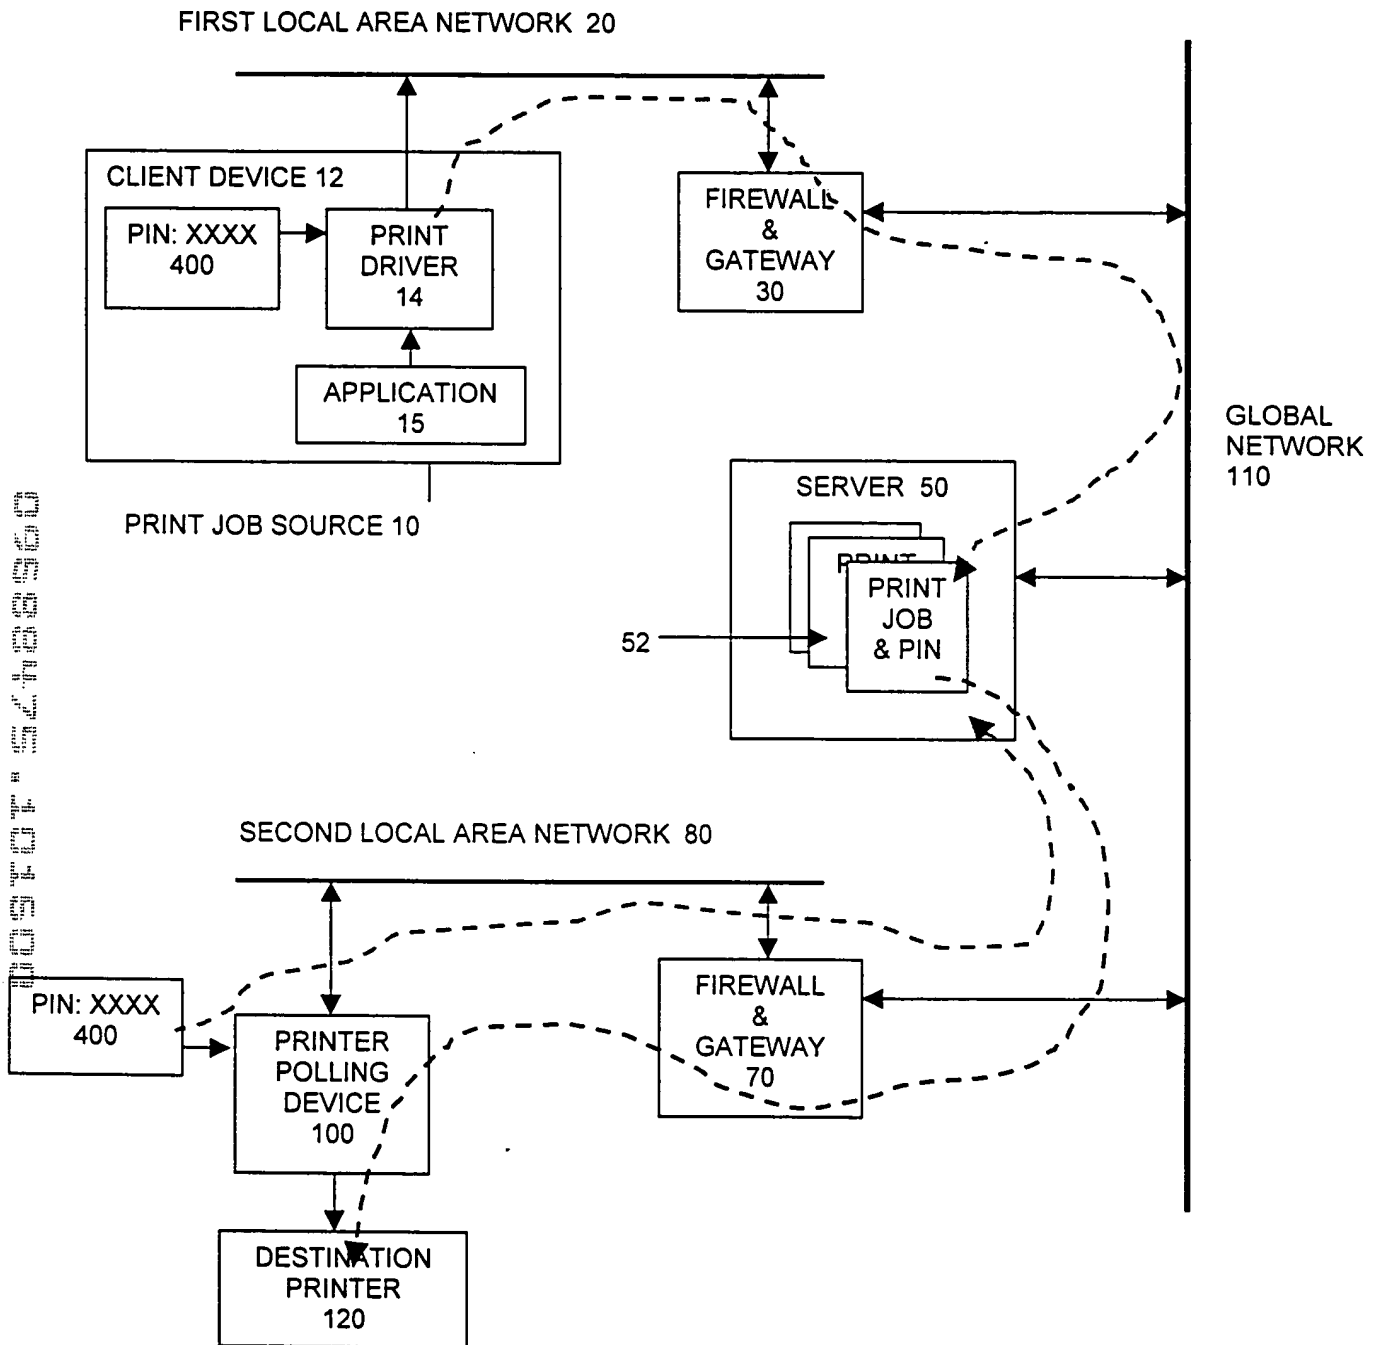 FIRST LOCAL AREA NETWORK 20
CLIENT DEVICE 12
PIN: XXXX
400
PRINT
DRIVER
14
APPLICATION
15
PRINT JOB SOURCE 10
FIREWALL
&
GATEWAY
30
GLOBAL
NETWORK
110
SERVER 50
PRINT
PRINT
JOB
& PIN
52
SECOND LOCAL AREA NETWORK 80
PIN: XXXX
400
PRINTER
POLLING
DEVICE
100
FIREWALL
&
GATEWAY
70
DESTINATION
PRINTER
120